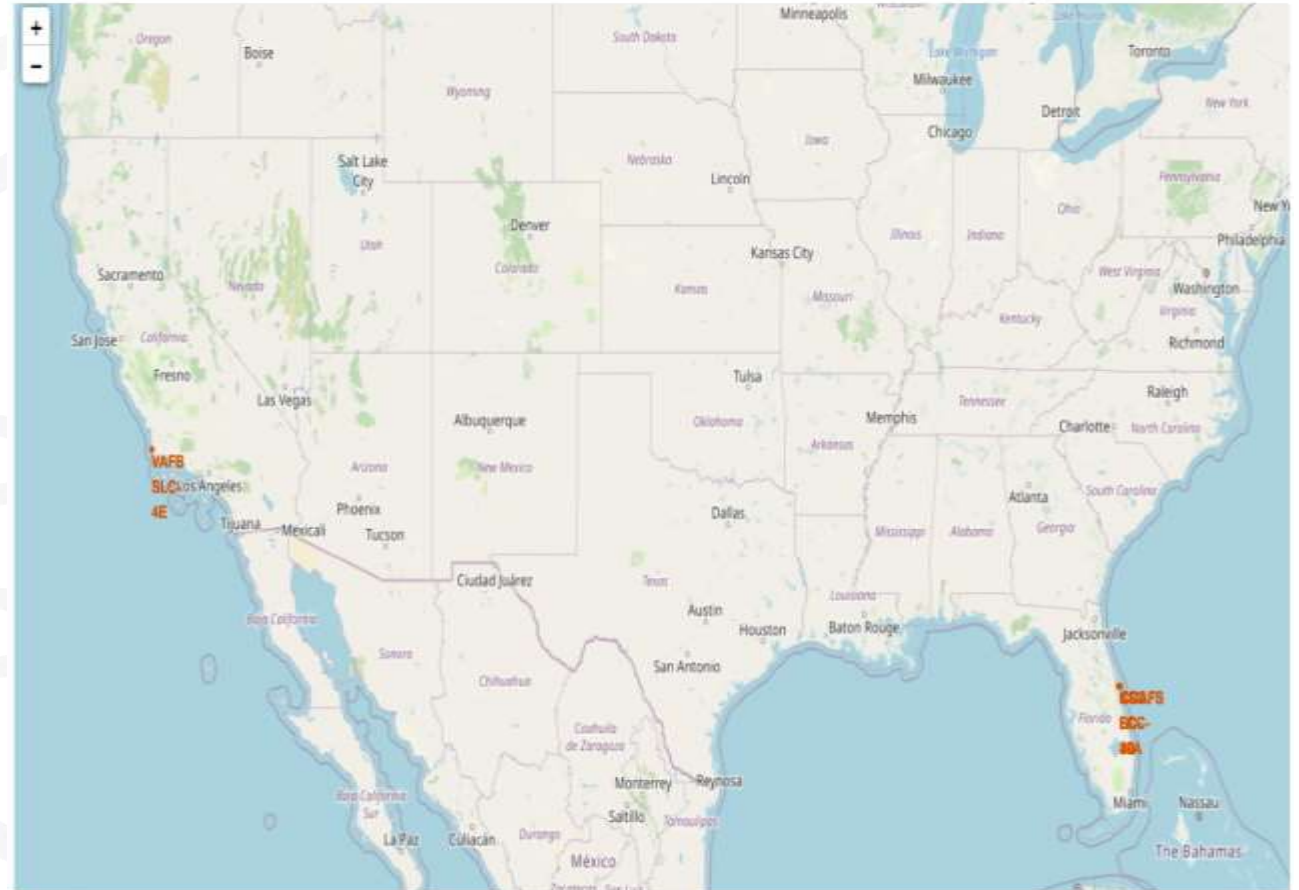 +
Minneapolis
Oregon
South Dakota
Boise
Toronto
Lake Michigan
Milwaukee
Wyoming
New York
Detroit
Chicago
Iowa
Salt Lake
City
Nebraska
Lincoln
Pennsylvania
Ohio
Denver
Philadelphia
Utah
Illinois
Indiana
Kansas City
Colorado
Sacramento
West Virginia
Nevada
Washington
Kansas
Missouri
Virginia
Kentucky
San Jose
California
Richmond
Fresno
Tulsa
Las Vegas
Raleigh
Tennessee
Albuquerque
Oklahoma
Memphis
Charlotte
North Carolina
Arkansas
VAFB
SLC-
4E
Los Angeles
Arizona
New Mexico
South Carolina
Atlanta
Phoenix
Dallas
Tijuana
Mexicali
Tucson
Mississippi
Alabama
Georgia
Ciudad Juárez
Texas
Louisiana
Austin
Baja California
Houston
Baton Rouge
Jacksonville
Sonora
San Antonio
Chihuahua
Florida
Coahuila
de Zaragoza
Monterrey
Reynosa
Baja California
Sur
Saltillo
Tamaulipas
Miami
Nassau
La Paz
Culiacán
Durango
México
The Bahamas